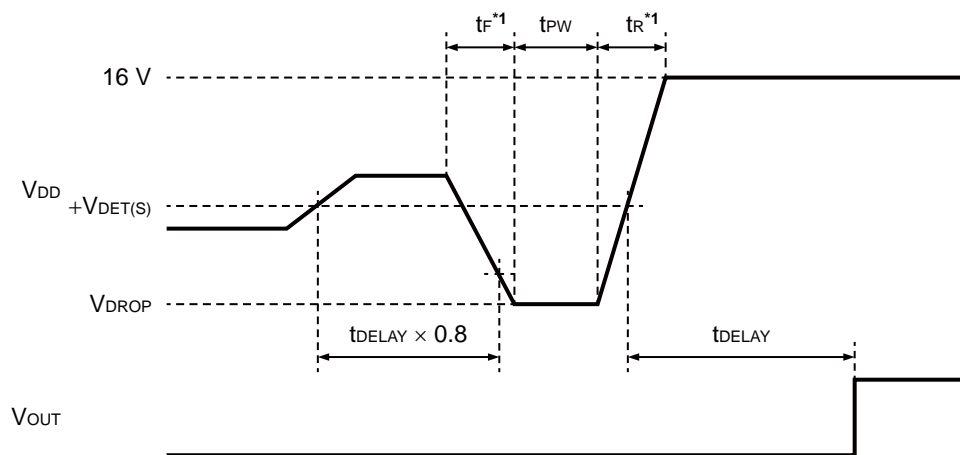 tF*1 tPW tR*1
16 V
VDD
+VDET(S)
VDROP
tDELAY × 0.8
tDELAY
VOUT